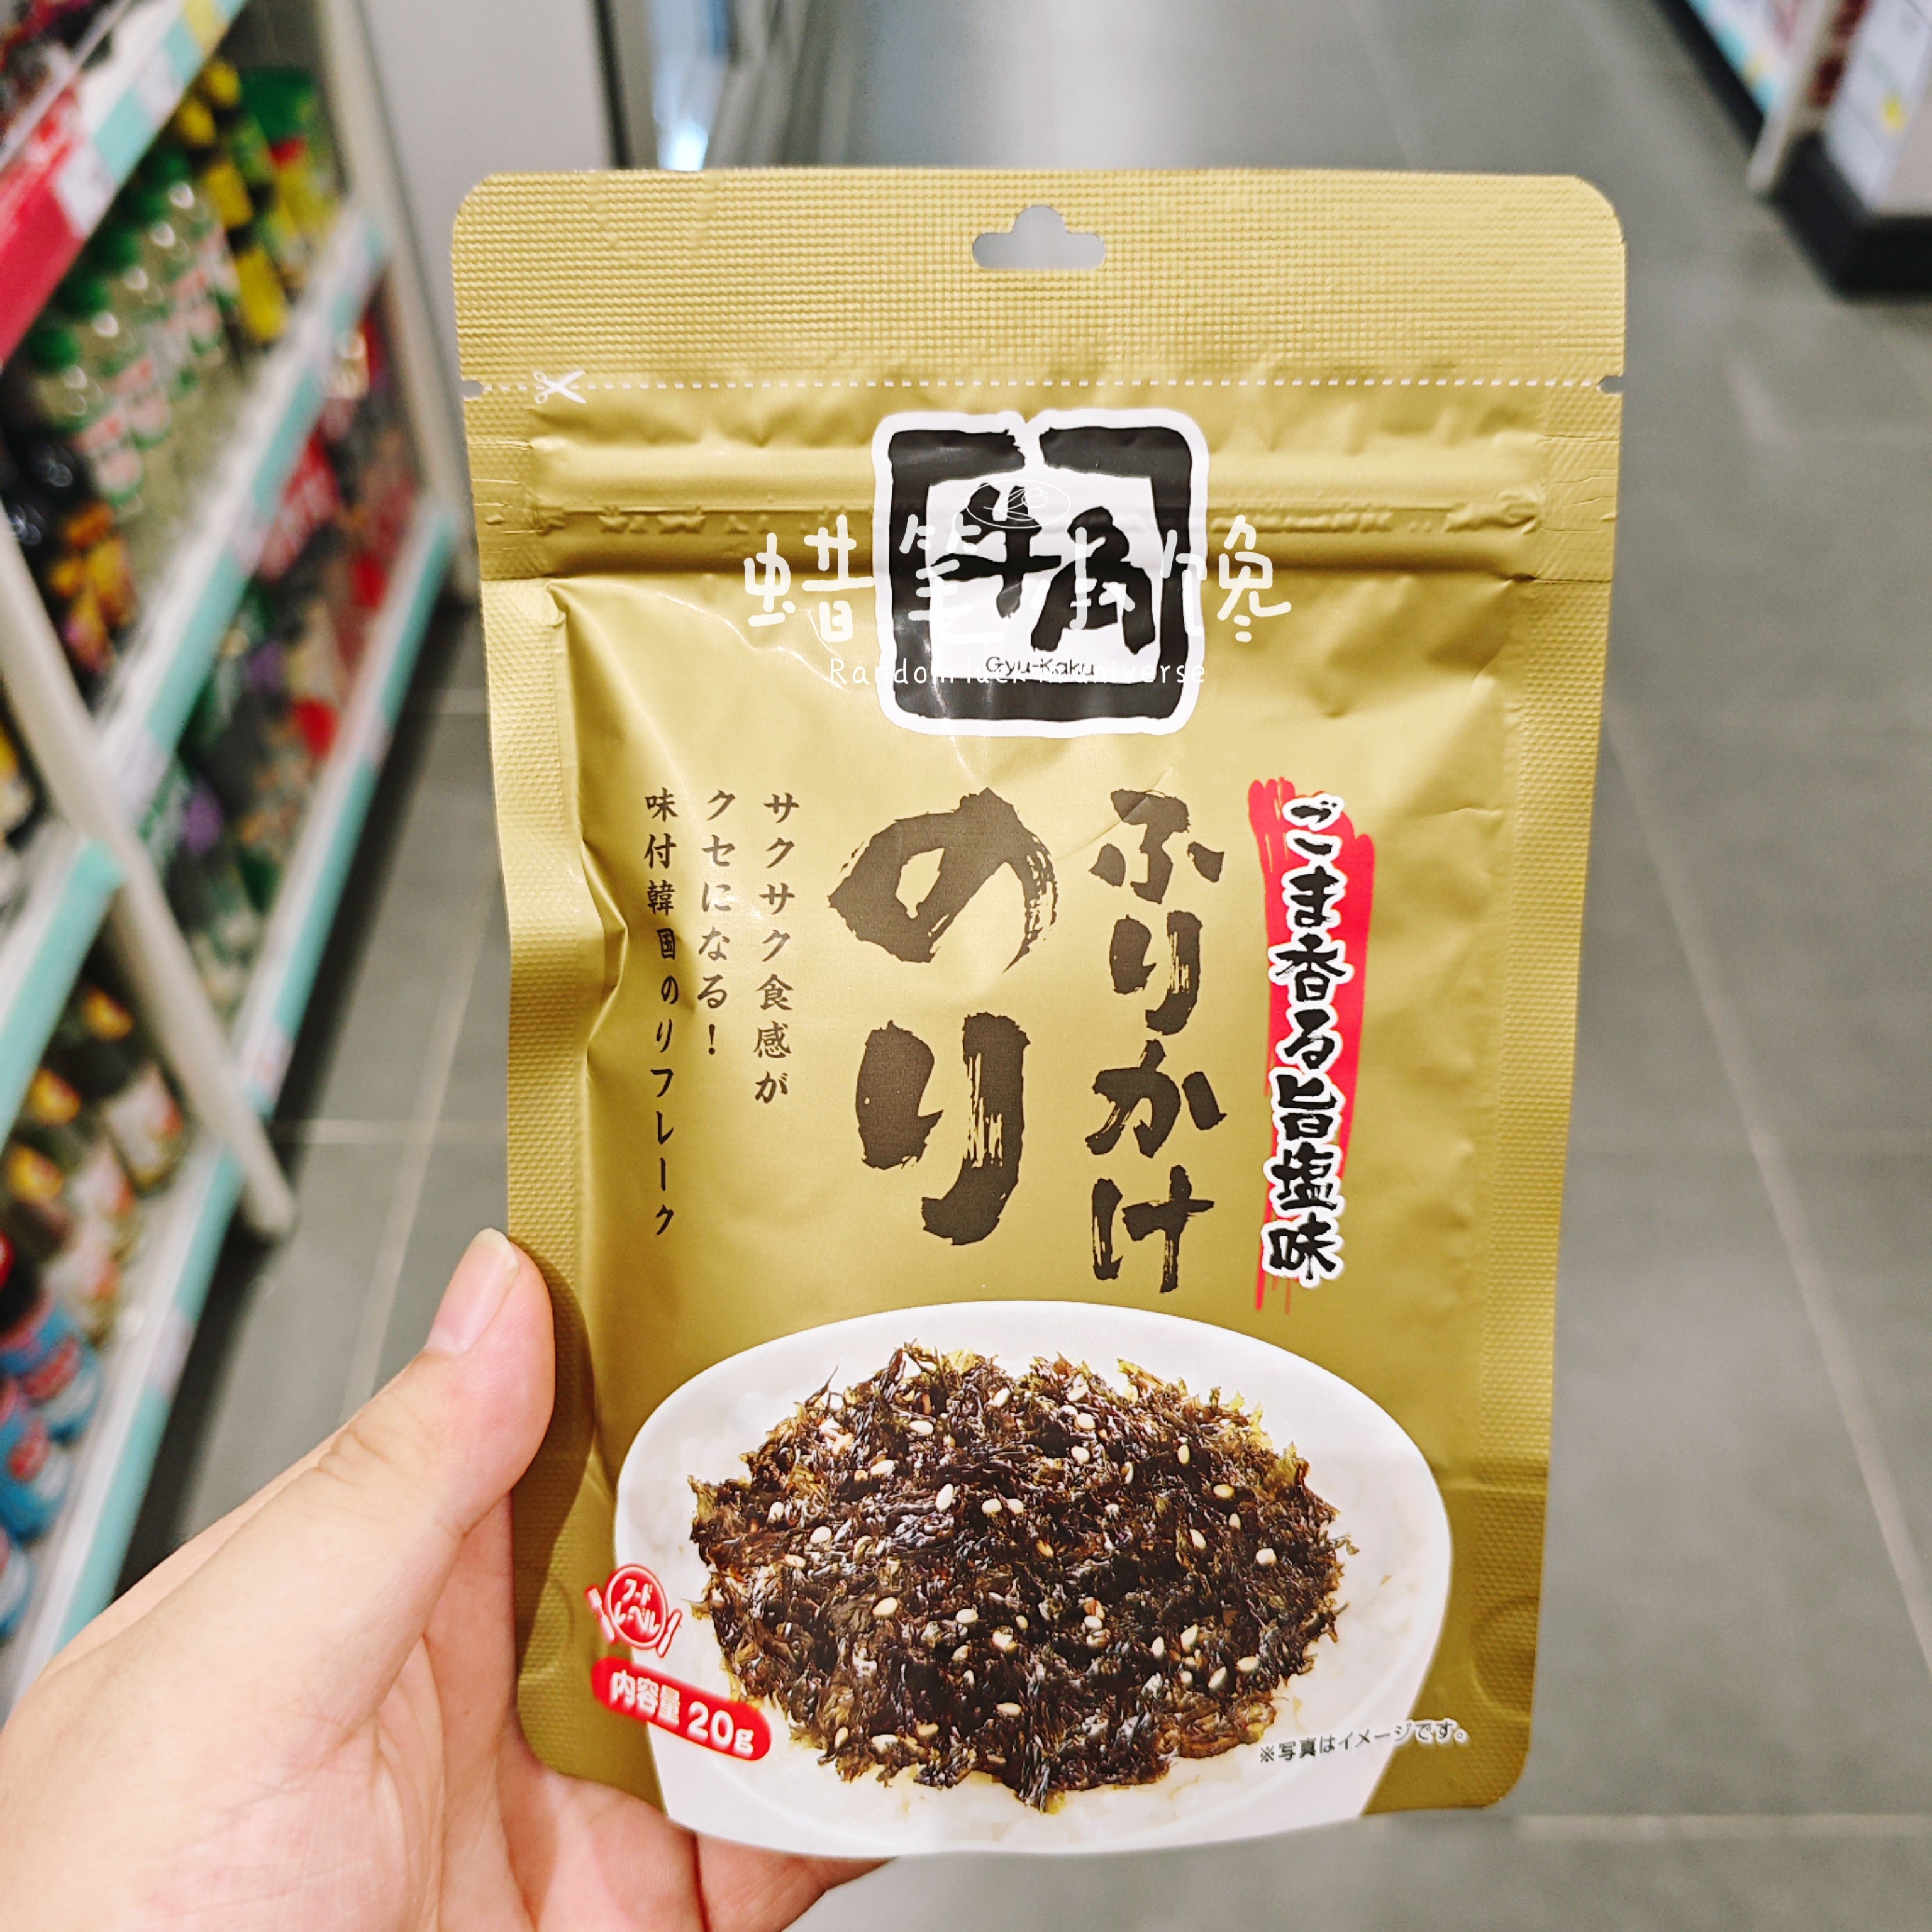 牛角
Gyu-Kaku
蜡笔小馋
Random luck in universe
ごま香る旨塩味
ふりかけ
のり
サクサク食感が
クセになる！
味付韓国のりフレーク
フード
レーベル
内容量 20g
※写真はイメージです。